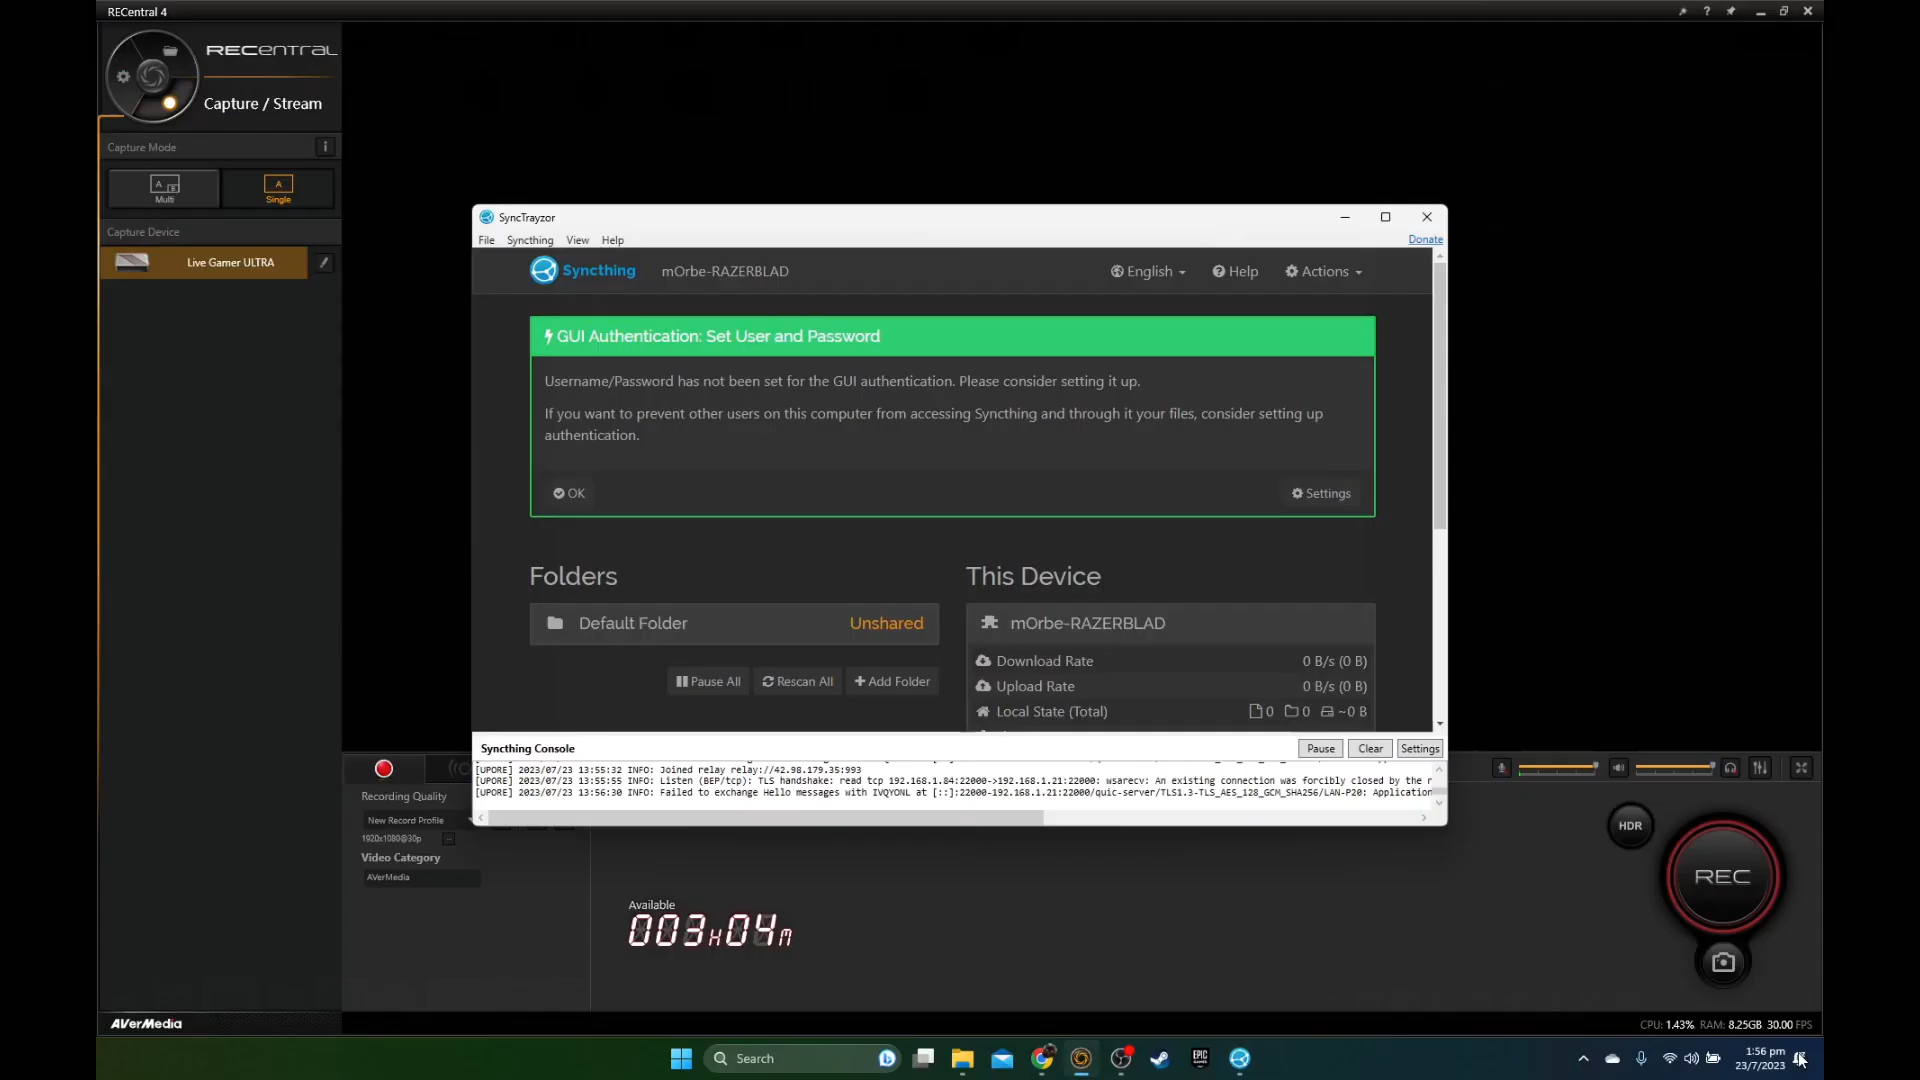 RECentral 4
RECENTRAL
Capture / Stream
Capture Mode
i
A B
Multi
A
Single
Capture Device
Live Gamer ULTRA
SyncTrayzor
File Syncthing View Help
Donate
Syncthing mOrbe-RAZERBLAD English Help Actions
GUI Authentication: Set User and Password
Username/Password has not been set for the GUI authentication. Please consider setting it up.
If you want to prevent other users on this computer from accessing Syncthing and through it your files, consider setting up
authentication.
OK
Settings
Folders
Default Folder Unshared
Pause All Rescan All Add Folder
This Device
mOrbe-RAZERBLAD
Download Rate 0 B/s (0 B)
Upload Rate 0 B/s (0 B)
Local State (Total) 0 0 ~0 B
Syncthing Console
Pause Clear Settings
[UPORE] 2023/07/23 13:55:32 INFO: Joined relay relay://42.98.179.35:993
[UPORE] 2023/07/23 13:55:55 INFO: Listen (BEP/tcp): TLS handshake: read tcp 192.168.1.84:22000->192.168.1.21:22000: wsarecv: An existing connection was forcibly closed by the r
[UPORE] 2023/07/23 13:56:30 INFO: Failed to exchange Hello messages with IVQYONL at [::]:22000-192.168.1.21:22000/quic-server/TLS1.3-TLS_AES_128_GCM_SHA256/LAN-P20: Application
Recording Quality
New Record Profile
1920x1080@30p
Video Category
AVerMedia
Available
003H04M
HDR
REC
AVerMedia
CPU: 1.43% RAM: 8.25GB 30.00 FPS
Search
EPIC
GAMES
1:56 pm
23/7/2023